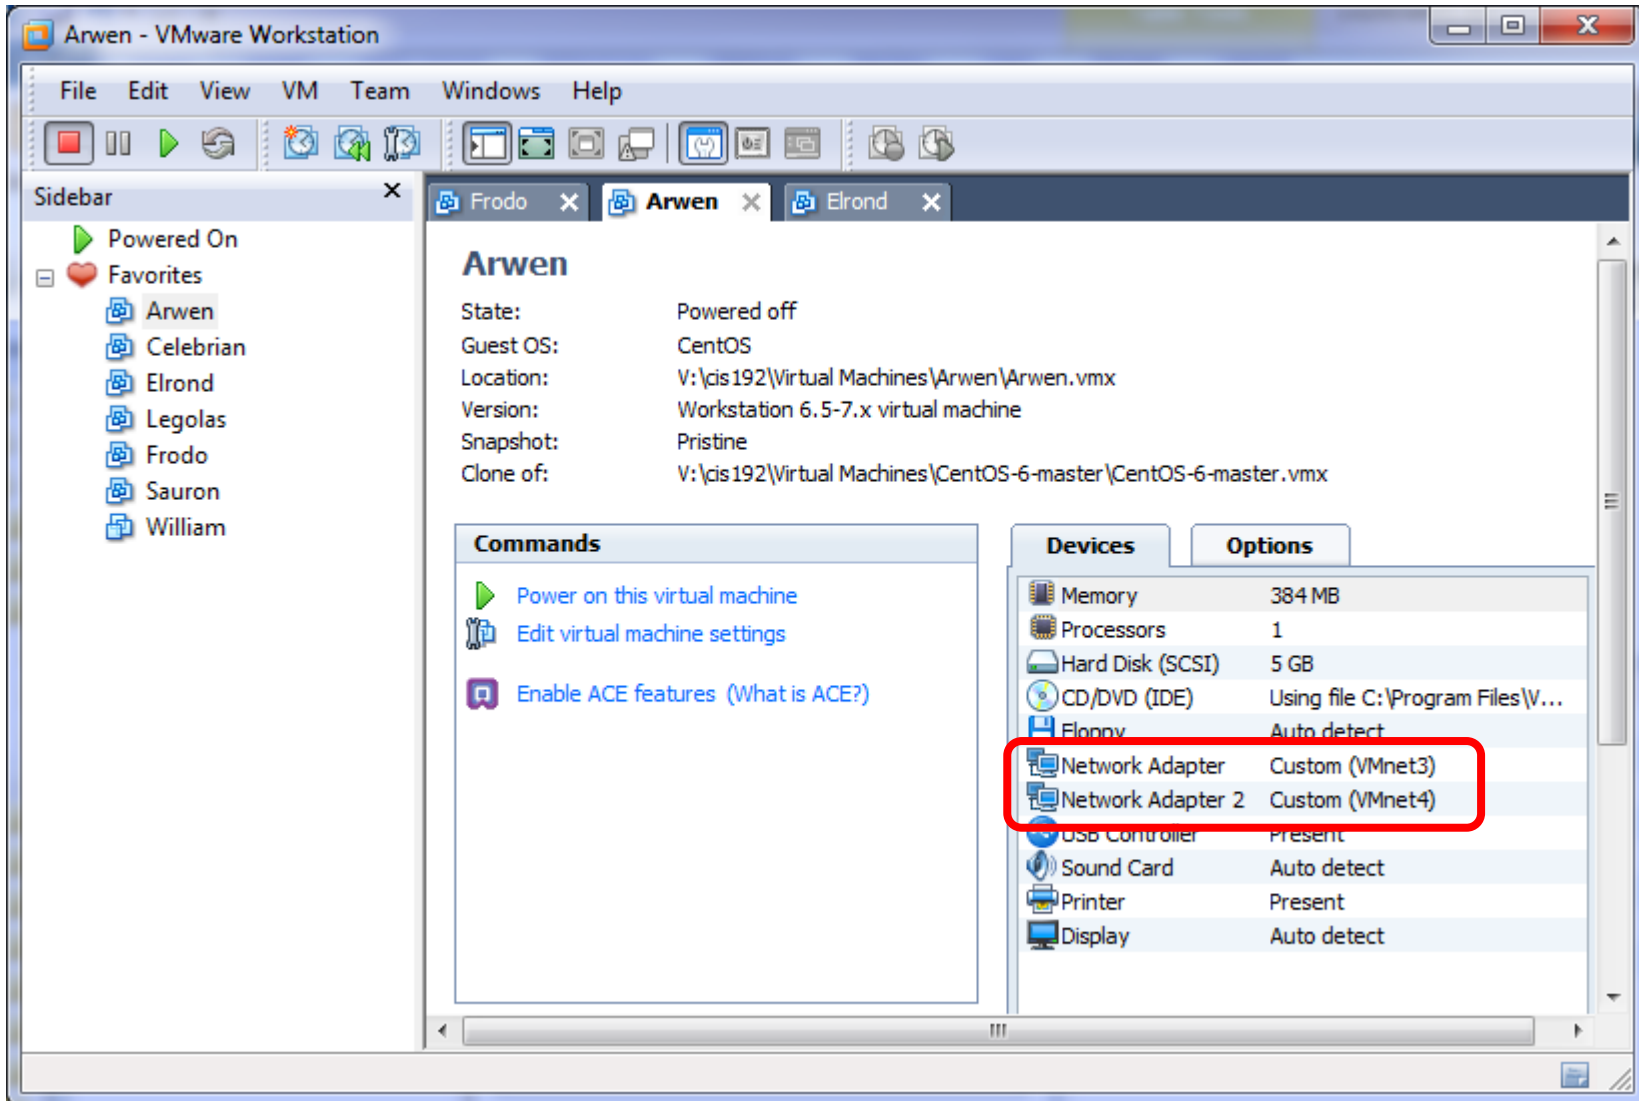 Arwen - VMware Workstation
File Edit View VM Team Windows Help
Sidebar
Powered On
Favorites
Arwen
Celebrian
Elrond
Legolas
Frodo
Sauron
William
Frodo Arwen Elrond
Arwen
State: Powered off
Guest OS: CentOS
Location: V:\cis192\Virtual Machines\Arwen\Arwen.vmx
Version: Workstation 6.5-7.x virtual machine
Snapshot: Pristine
Clone of: V:\cis192\Virtual Machines\CentOS-6-master\CentOS-6-master.vmx
Commands
Power on this virtual machine
Edit virtual machine settings
Enable ACE features (What is ACE?)
Devices Options
Memory 384 MB
Processors 1
Hard Disk (SCSI) 5 GB
CD/DVD (IDE) Using file C:\Program Files\V...
Floppy Auto detect
Network Adapter Custom (VMnet3)
Network Adapter 2 Custom (VMnet4)
USB Controller Present
Sound Card Auto detect
Printer Present
Display Auto detect